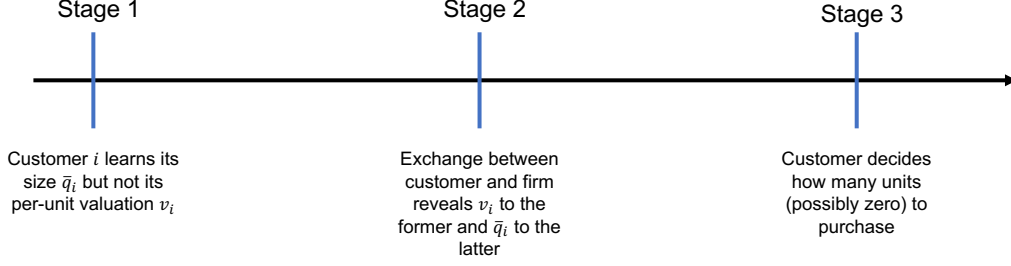 Stage 1
Stage 2
Stage 3
Customer i learns its
size q̄ᵢ but not its
per-unit valuation vᵢ
Exchange between
customer and firm
reveals vᵢ to the
former and q̄ᵢ to the
latter
Customer decides
how many units
(possibly zero) to
purchase